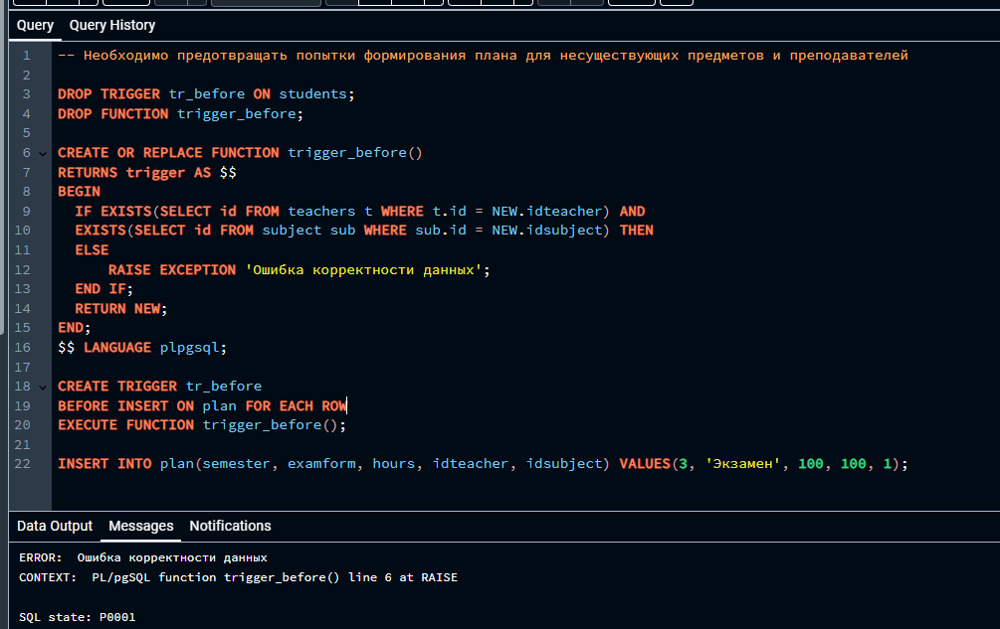 Query Query History
1 -- Необходимо предотвращать попытки формирования плана для несуществующих предметов и преподавателей
2
3 DROP TRIGGER tr_before ON students;
4 DROP FUNCTION trigger_before;
5
6 CREATE OR REPLACE FUNCTION trigger_before()
7 RETURNS trigger AS $$
8 BEGIN
9 IF EXISTS(SELECT id FROM teachers t WHERE t.id = NEW.idteacher) AND
10 EXISTS(SELECT id FROM subject sub WHERE sub.id = NEW.idsubject) THEN
11 ELSE
12 RAISE EXCEPTION 'Ошибка корректности данных';
13 END IF;
14 RETURN NEW;
15 END;
16 $$ LANGUAGE plpgsql;
17
18 CREATE TRIGGER tr_before
19 BEFORE INSERT ON plan FOR EACH ROW
20 EXECUTE FUNCTION trigger_before();
21
22 INSERT INTO plan(semester, examform, hours, idteacher, idsubject) VALUES(3, 'Экзамен', 100, 100, 1);
Data Output Messages Notifications
ERROR: Ошибка корректности данных
CONTEXT: PL/pgSQL function trigger_before() line 6 at RAISE
SQL state: P0001